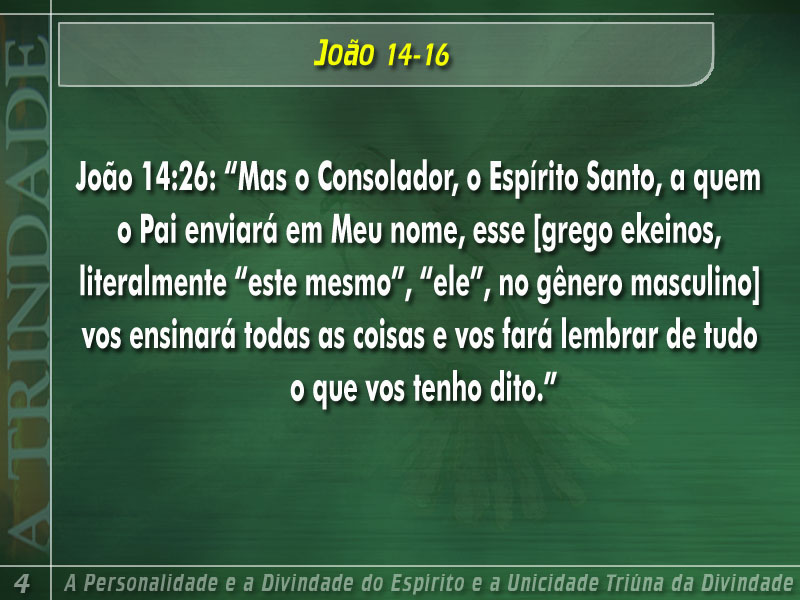 João 14-16
A TRINDADE
João 14:26: “Mas o Consolador, o Espírito Santo, a quem
o Pai enviará em Meu nome, esse [grego ekeinos,
literalmente “este mesmo”, “ele”, no gênero masculino]
vos ensinará todas as coisas e vos fará lembrar de tudo
o que vos tenho dito.”
4
A Personalidade e a Divindade do Espírito e a Unicidade Triúna da Divindade